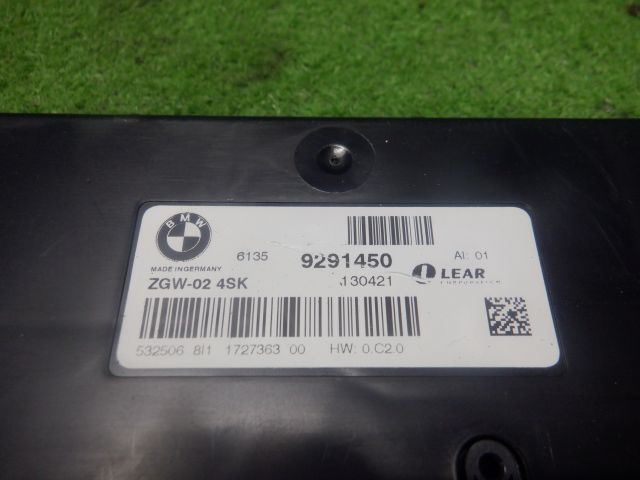 BMW
MADE IN GERMANY
6135 9291450 AI: 01
ZGW-02 4SK 130421 LEAR
CORPORATION
532506 8I1 1727363 00 HW: 0.C2.0